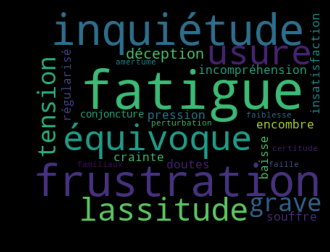 inquiétude
déception
usure
amertume
incompréhension
insatisfaction
régularisé
tension
fatigue
conjoncture
pression
faiblesse
perturbation
encombre
équivoque
crainte
doutes
baisse
certitude
familiaux
faille
frustration
lassitude
grave
souffre